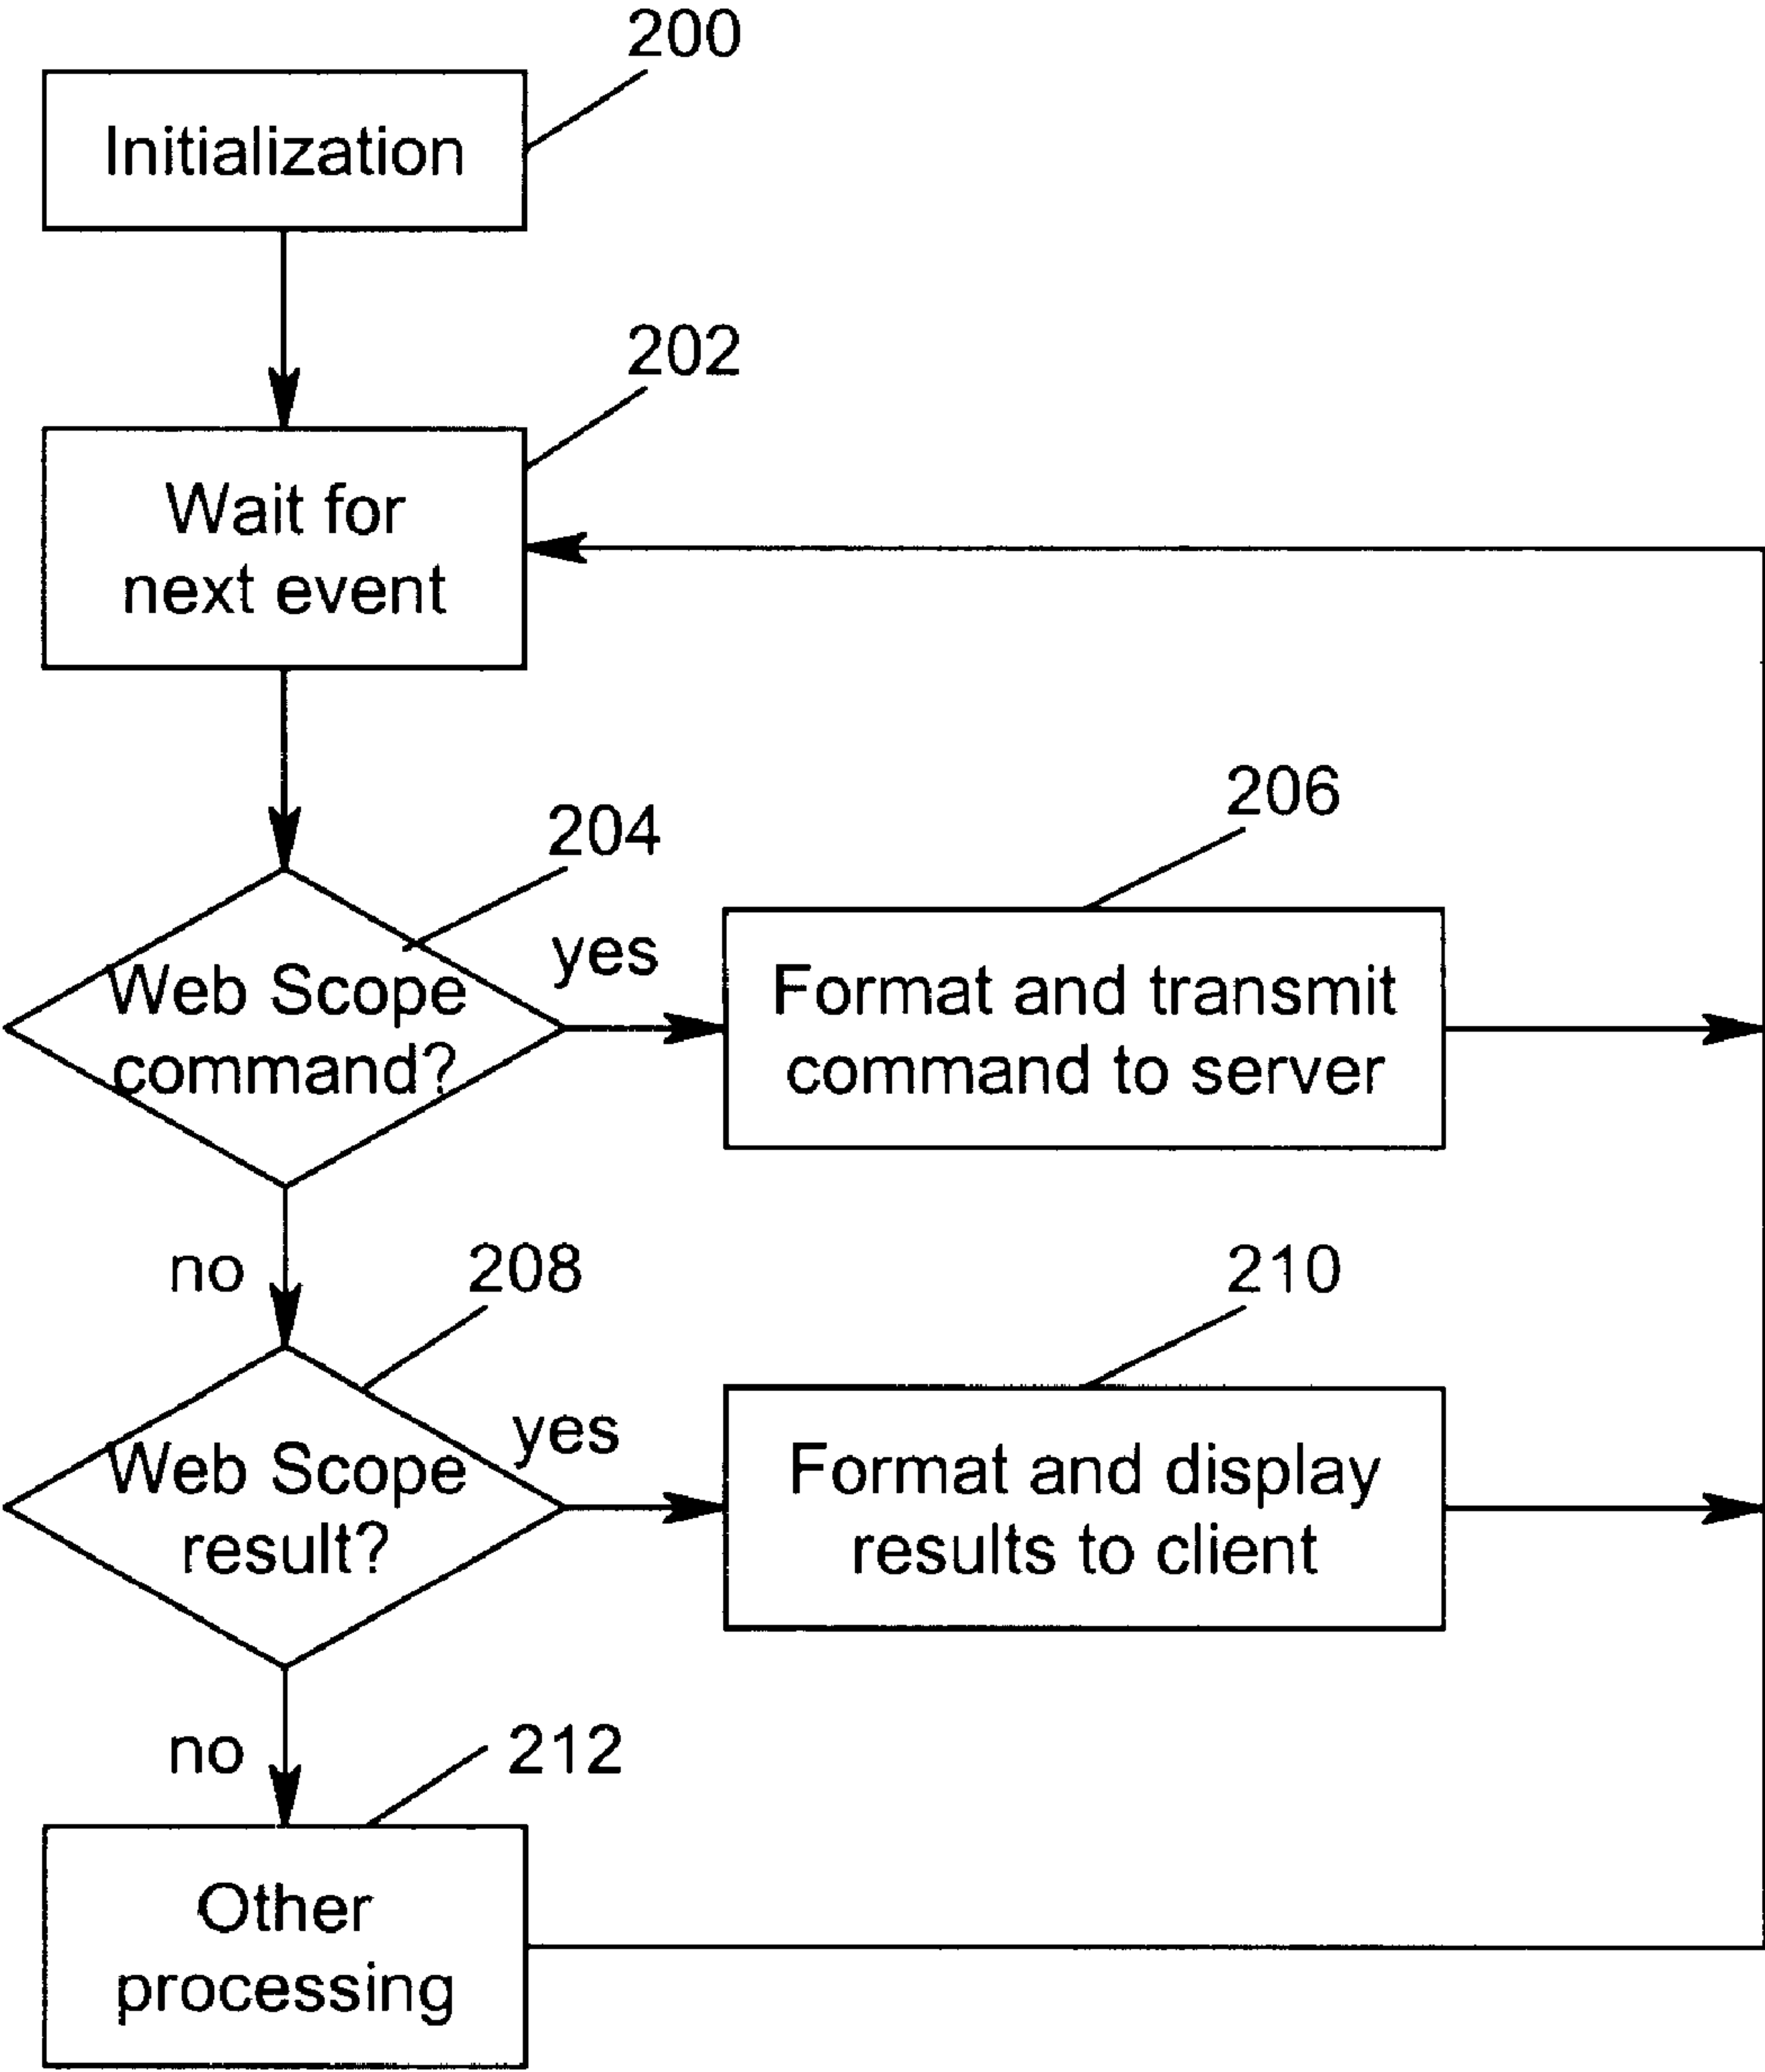 200
Initialization
202
Wait for
next event
204
206
Web Scope
command?
yes
Format and transmit
command to server
no
208
210
Web Scope
result?
yes
Format and display
results to client
no
212
Other
processing